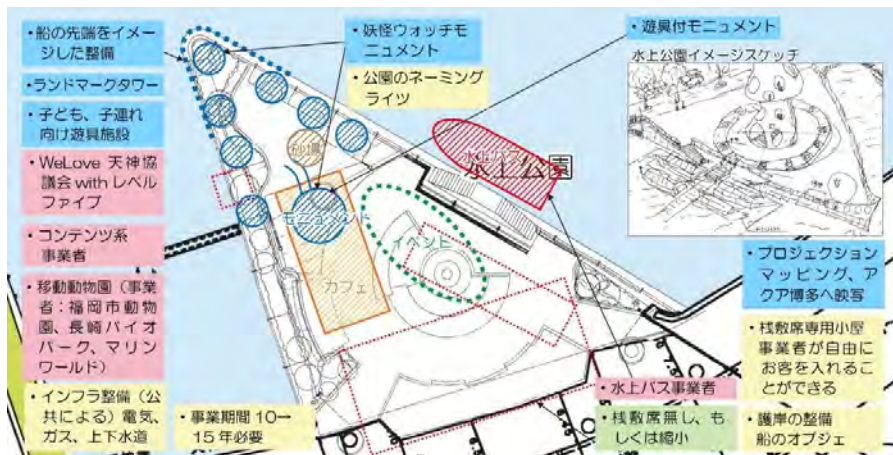 ・船の先端をイメー
ジした整備
・ランドマークタワー
・子ども、子連れ
向け遊具施設
・WeLove 天神協
議会 with レベル
ファイブ
・コンテンツ系
事業者
・移動動物園（事業
者：福岡市動物
園、長崎バイオ
パーク、マリン
ワールド）
・インフラ整備（公
共による）電気、
ガス、上下水道
・妖怪ウォッチモ
ニュメント
・公園のネーミング
ライツ
・遊具付モニュメント
水上公園イメージスケッチ
砂場
水上バス
水上公園
モニュメント
イベント
カフェ
・プロジェクション
マッピング、ア
クア博多へ映写
・桟敷席専用小屋
事業者が自由に
お客を入れるこ
とができる
・事業期間 10→
15 年必要
・水上バス事業者
・桟敷席無し、も
しくは縮小
・護岸の整備
船のオブジェ